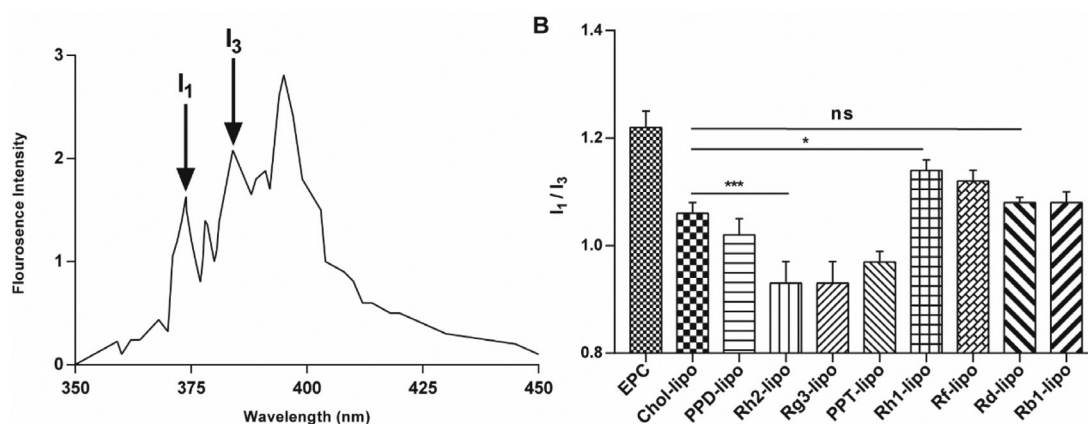 I1
I3
3
2
1
0
350
375
400
425
450
Flourosence Intensity
Wavelength (nm)
B
1.4
1.2
1.0
0.8
I1 / I3
ns
*
***
EPC
Chol-lipo
PPD-lipo
Rh2-lipo
Rg3-lipo
PPT-lipo
Rh1-lipo
Rf-lipo
Rd-lipo
Rb1-lipo